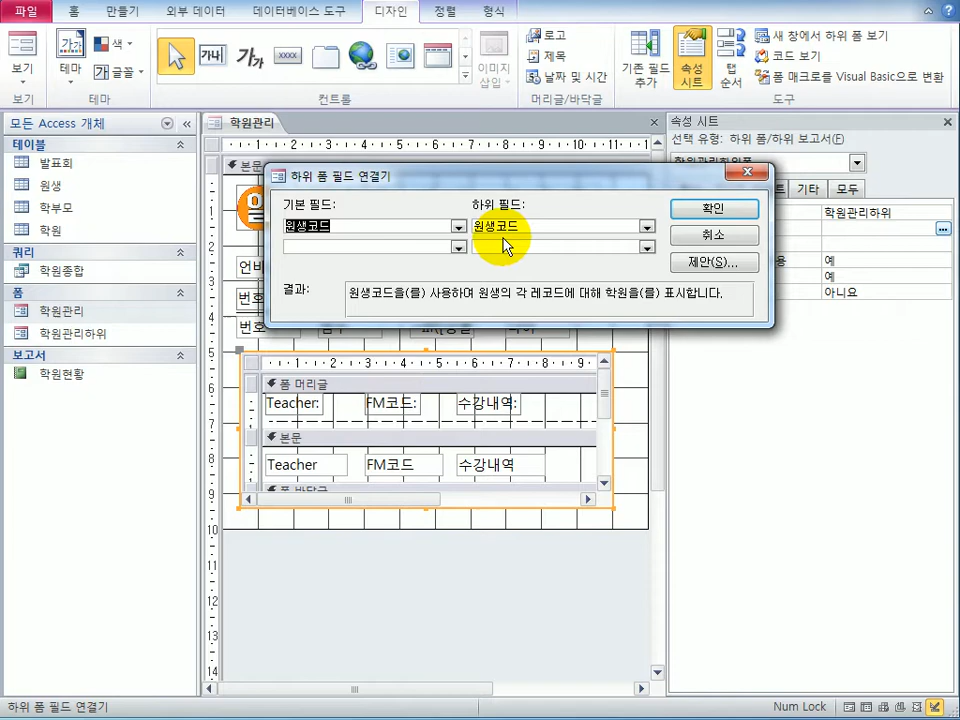 파일 홈 만들기 외부 데이터 데이터베이스 도구 디자인 정렬 형식
보기 테마 색 글꼴
가나 가가 xxxx
이미지 삽입
로고
제목
날짜 및 시간
기존 필드 추가
속성 시트
탭 순서
새 창에서 하위 폼 보기
코드 보기
폼 매크로를 Visual Basic으로 변환
보기 테마 컨트롤 머리글/바닥글 도구
모든 Access 개체
테이블
발표회
원생
학부모
학원
쿼리
학원종합
폼
학원관리
학원관리하위
보고서
학원현황
학원관리
본문
하위 폼 필드 연결기
기본 필드: 하위 필드:
원생코드 원생코드
확인
취소
제안(S)...
결과: 원생코드을(를) 사용하여 원생의 각 레코드에 대해 학원을(를) 표시합니다.
폼 머리글
Teacher: FM코드: 수강내역:
본문
Teacher FM코드 수강내역
속성 시트
선택 유형: 하위 폼/하위 보고서(F)
기타 모두
학원관리하위
예
예
아니요
하위 폼 필드 연결기 Num Lock